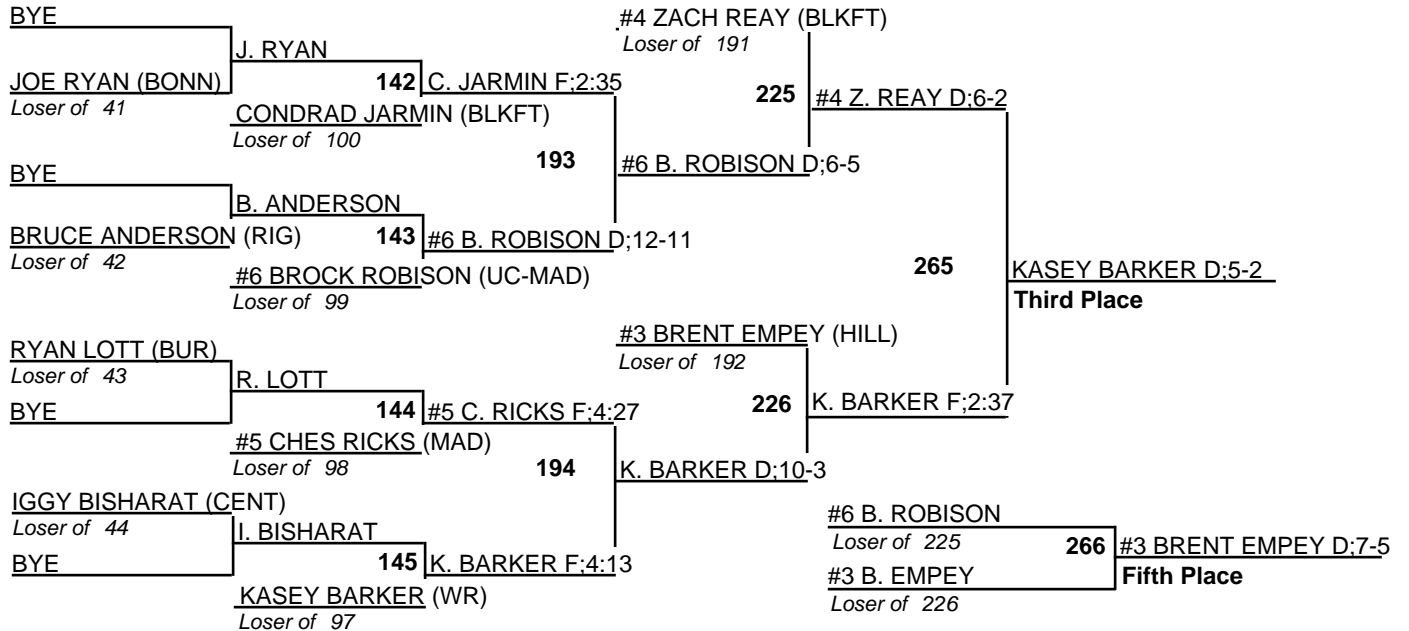 BYE
#4 ZACH REAY (BLKFT)
Loser of 191
J. RYAN
JOE RYAN (BONN)
142
C. JARMIN F;2:35
Loser of 41
225
#4 Z. REAY D;6-2
CONDRAD JARMIN (BLKFT)
Loser of 100
193
#6 B. ROBISON D;6-5
BYE
B. ANDERSON
BRUCE ANDERSON (RIG)
143
#6 B. ROBISON D;12-11
Loser of 42
265
KASEY BARKER D;5-2
#6 BROCK ROBISON (UC-MAD)
Loser of 99
Third Place
#3 BRENT EMPEY (HILL)
RYAN LOTT (BUR)
Loser of 192
Loser of 43
R. LOTT
226
K. BARKER F;2:37
BYE
144
#5 C. RICKS F;4:27
#5 CHES RICKS (MAD)
Loser of 98
194
K. BARKER D;10-3
IGGY BISHARAT (CENT)
Loser of 44
#6 B. ROBISON
I. BISHARAT
Loser of 225
266
#3 BRENT EMPEY D;7-5
BYE
145
K. BARKER F;4:13
#3 B. EMPEY
Fifth Place
KASEY BARKER (WR)
Loser of 226
Loser of 97